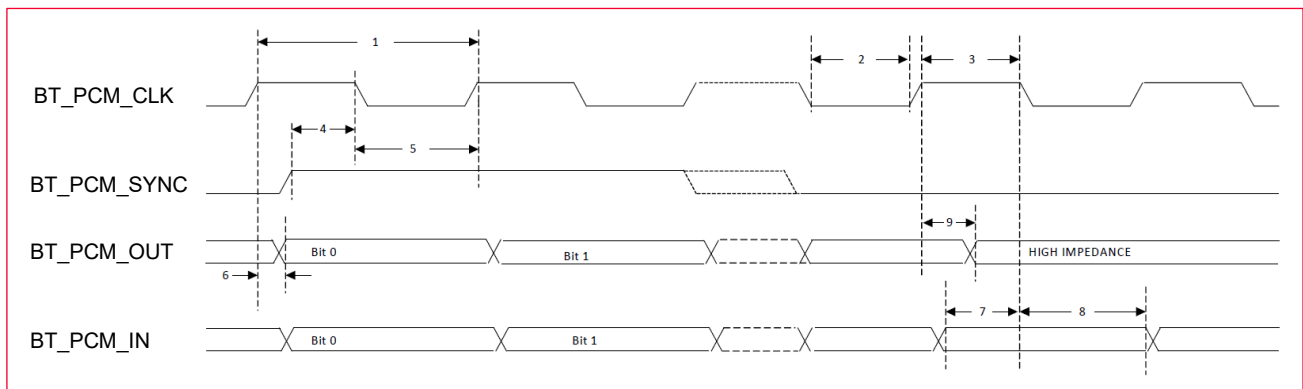 1
2
3
BT_PCM_CLK
4
5
BT_PCM_SYNC
9
BT_PCM_OUT
Bit 0
Bit 1
HIGH IMPEDANCE
6
7
8
BT_PCM_IN
Bit 0
Bit 1